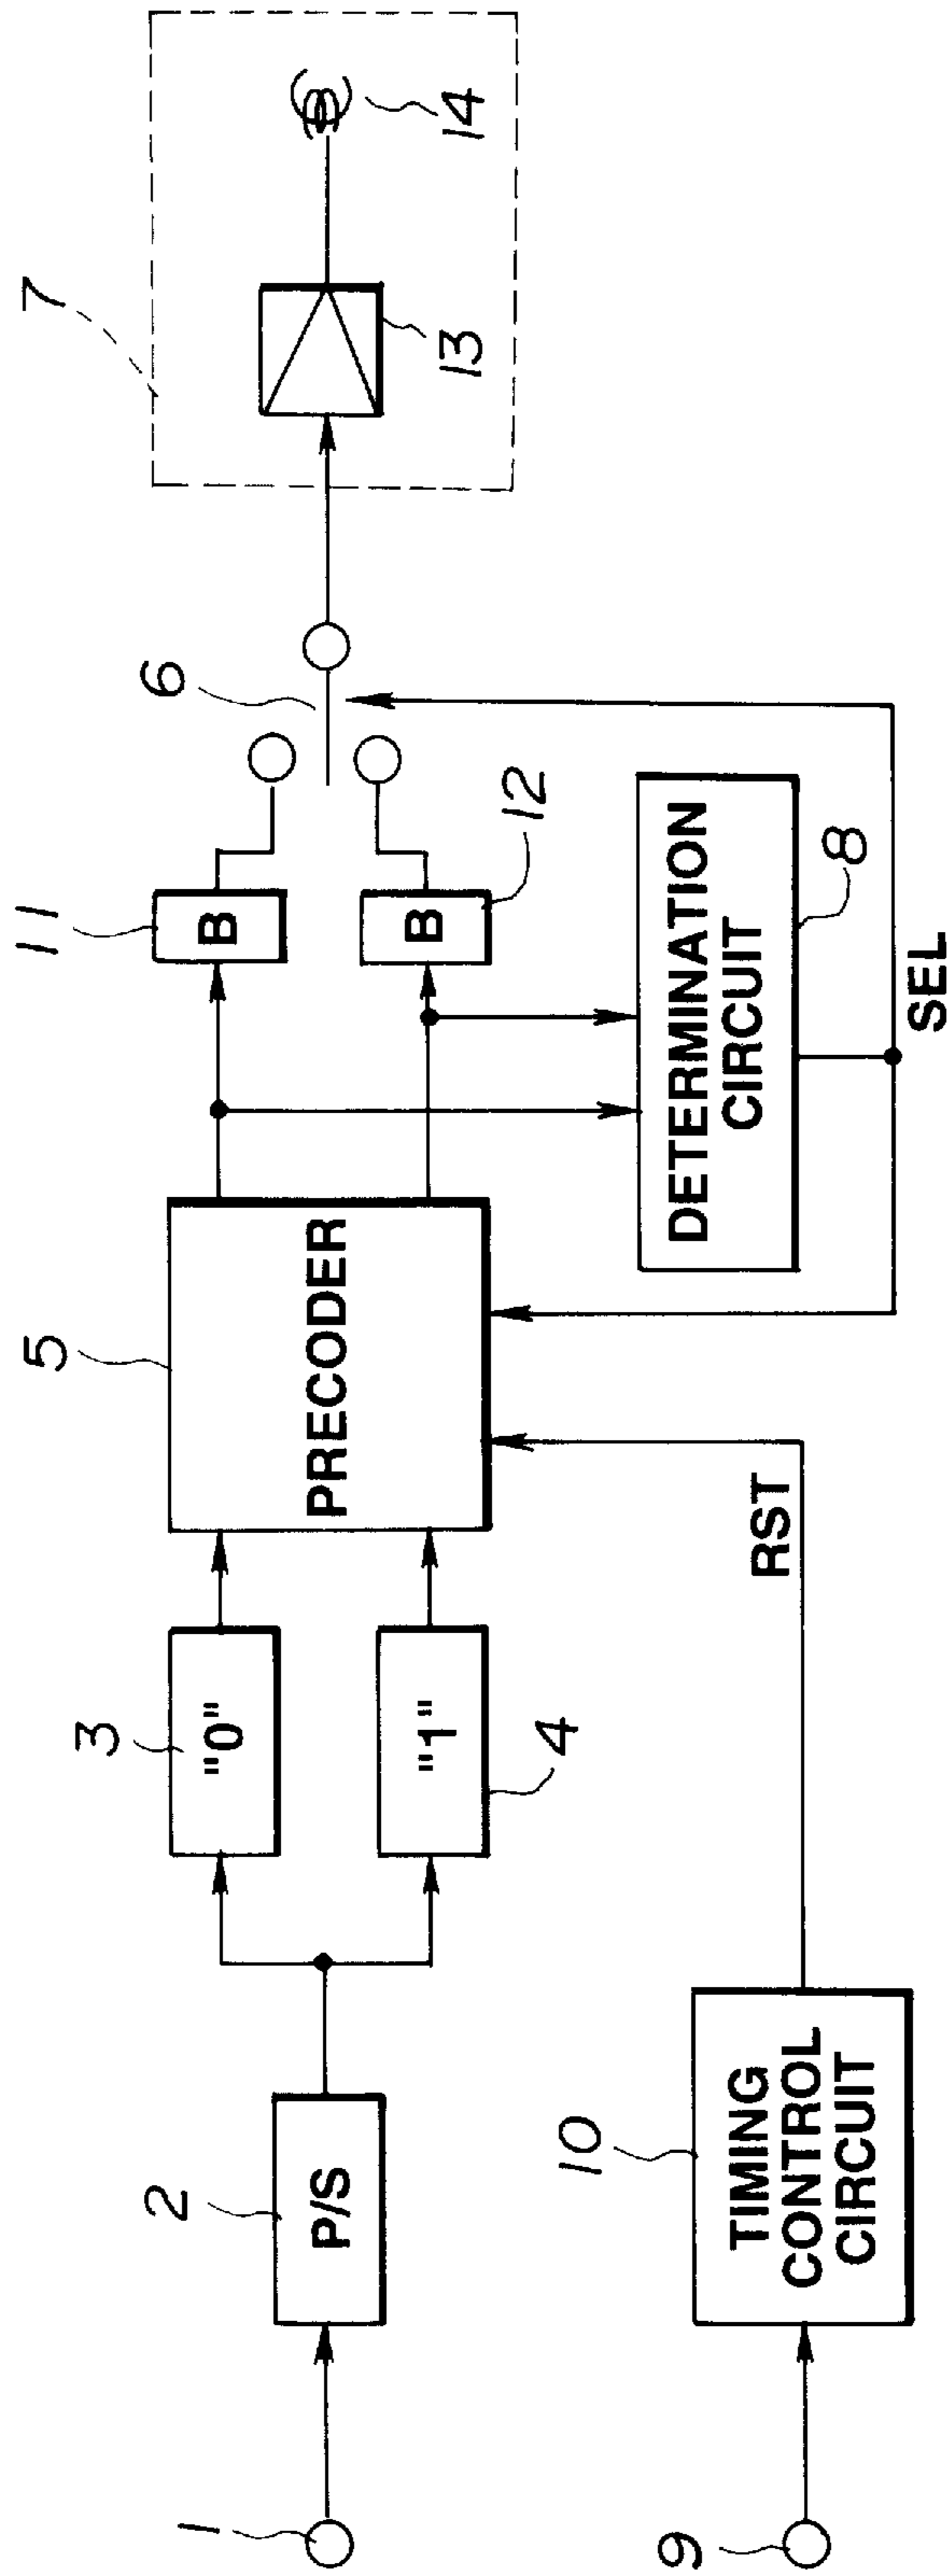 1
2
P/S
3
"0"
4
"1"
5
PRECODER
11
B
12
B
6
7
13
14
DETERMINATION
CIRCUIT
8
SEL
RST
9
10
TIMING
CONTROL
CIRCUIT